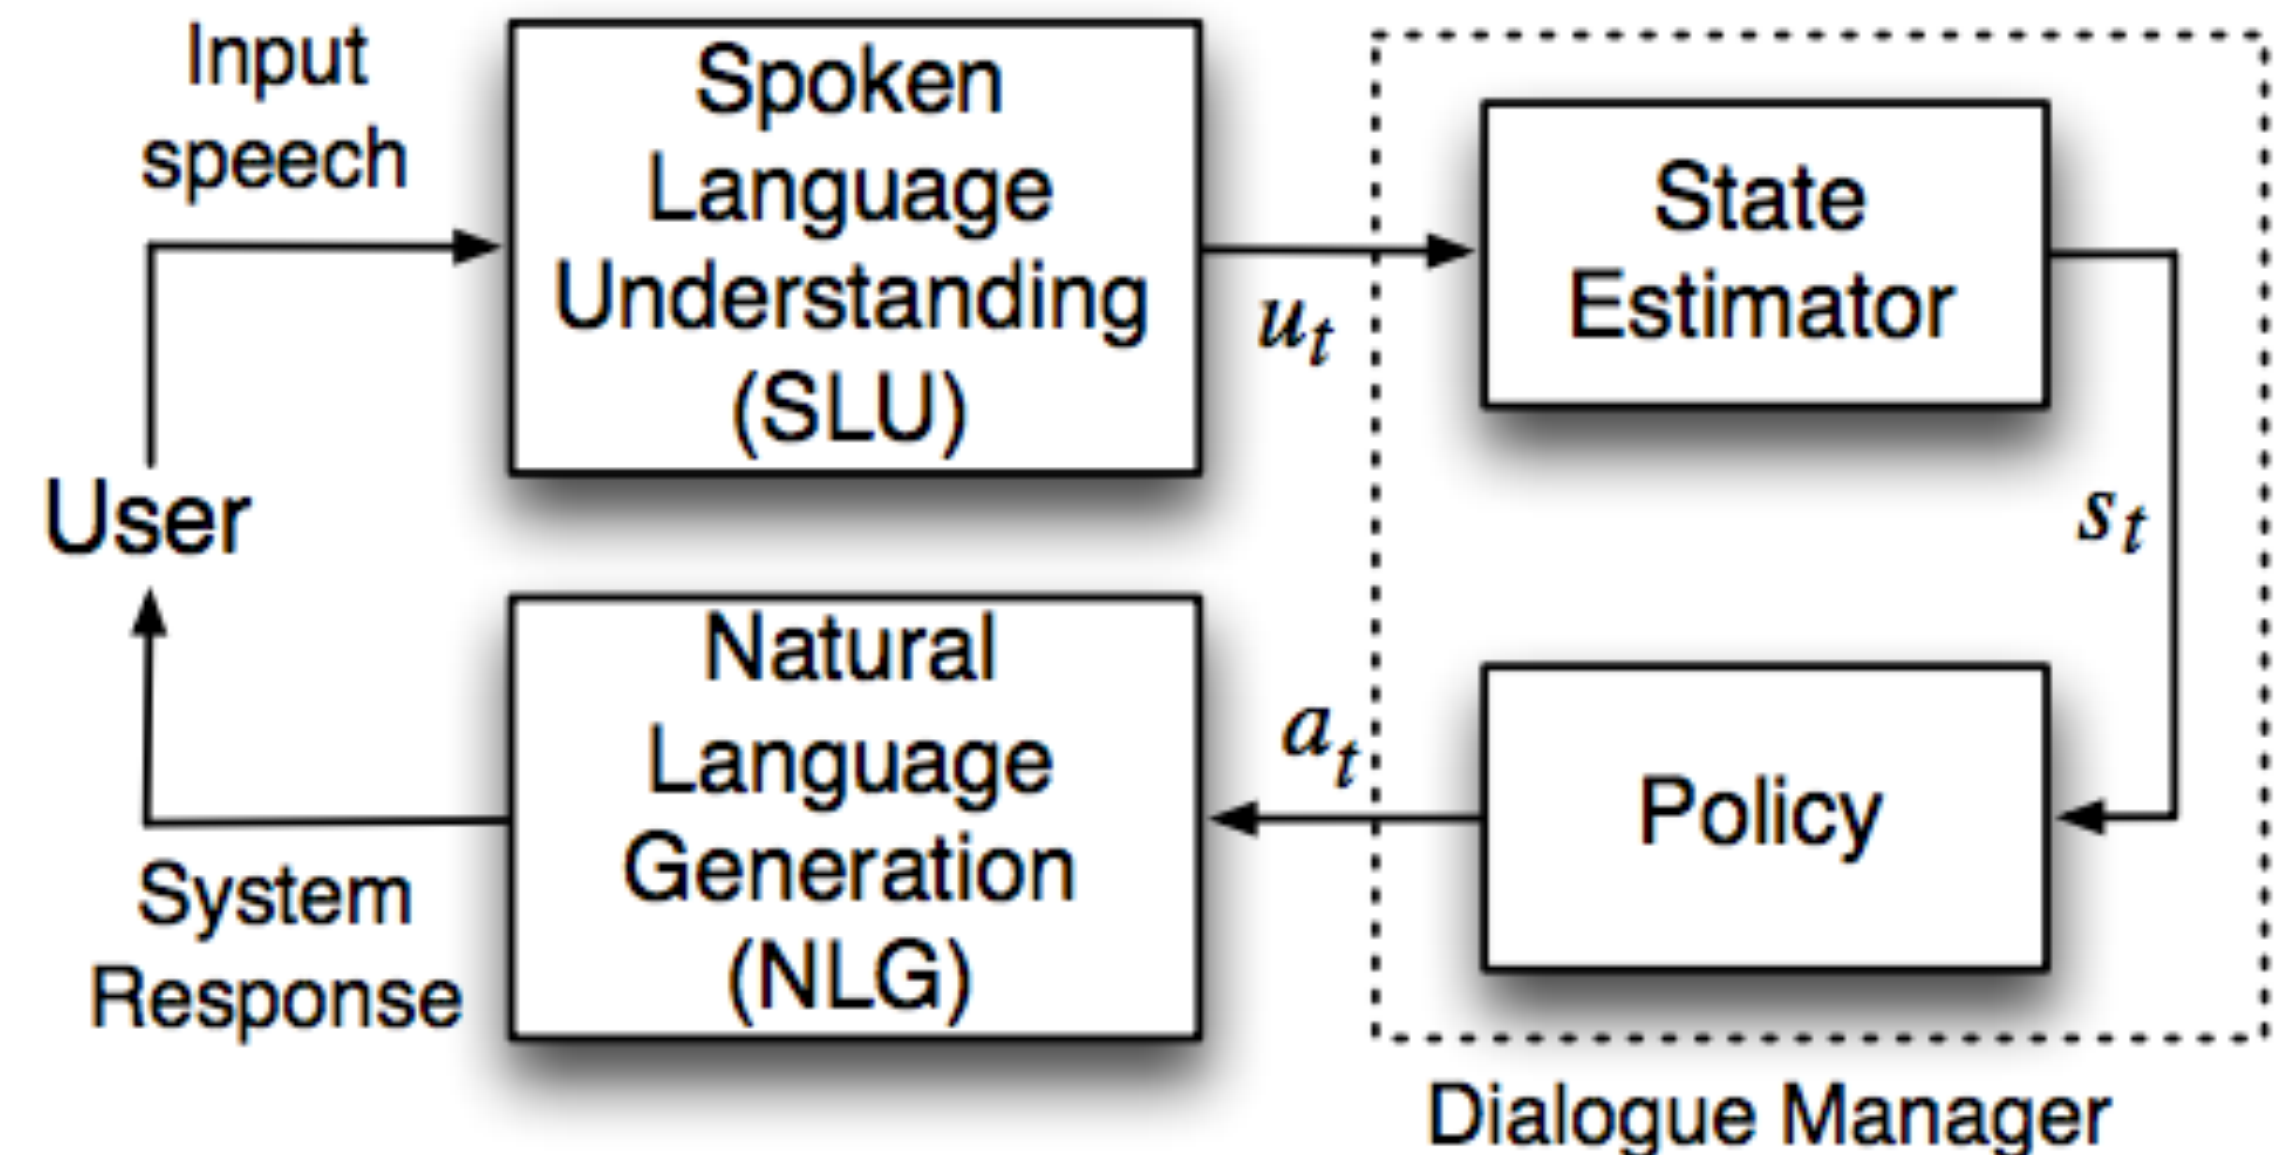 Input
speech
Spoken
Language
Understanding
(SLU)
u_t
State
Estimator
s_t
User
Natural
Language
Generation
(NLG)
a_t
Policy
System
Response
Dialogue Manager